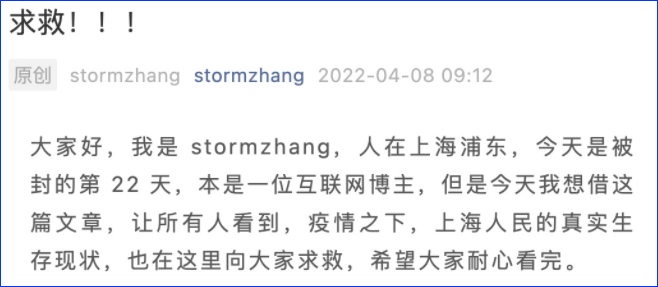 求救！！！
原创 stormzhang stormzhang 2022-04-08 09:12
大家好，我是 stormzhang，人在上海浦东，今天是被
封的第 22 天，本是一位互联网博主，但是今天我想借这
篇文章，让所有人看到，疫情之下，上海人民的真实生
存现状，也在这里向大家求救，希望大家耐心看完。